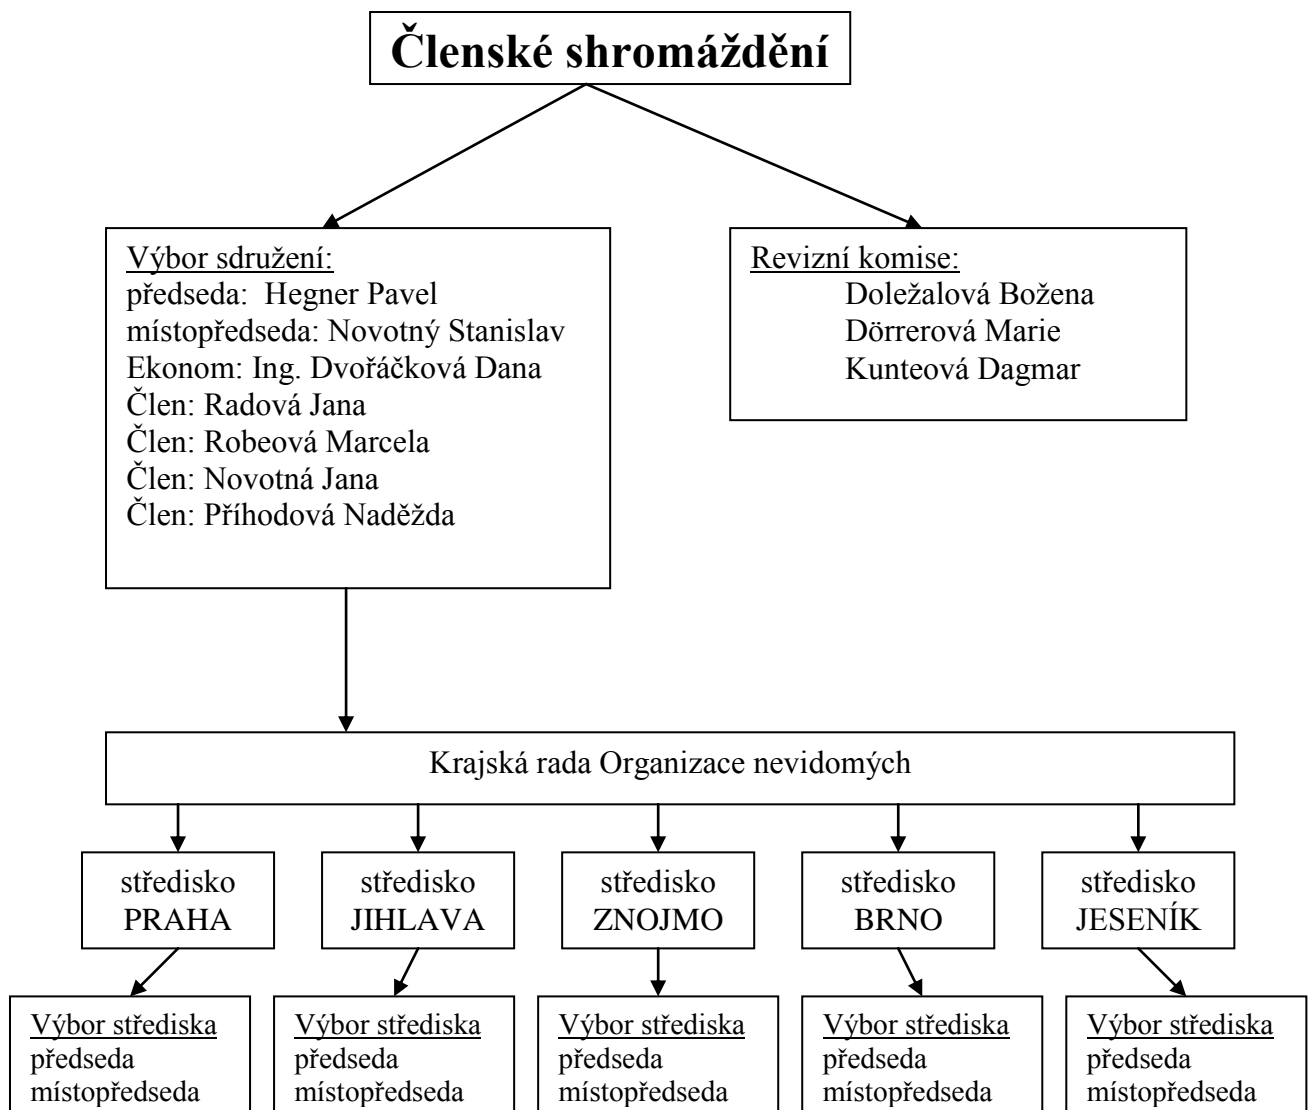 Členské shromáždění
Výbor sdružení:
předseda:  Hegner Pavel
místopředseda: Novotný Stanislav
Ekonom: Ing. Dvořáčková Dana
Člen: Radová Jana
Člen: Robeová Marcela
Člen: Novotná Jana
Člen: Příhodová Naděžda
Revizní komise:
Doležalová Božena
Dörrerová Marie
Kunteová Dagmar
Krajská rada Organizace nevidomých
středisko
PRAHA
středisko
JIHLAVA
středisko
ZNOJMO
středisko
BRNO
středisko
JESENÍK
Výbor střediska
předseda
místopředseda
Výbor střediska
předseda
místopředseda
Výbor střediska
předseda
místopředseda
Výbor střediska
předseda
místopředseda
Výbor střediska
předseda
místopředseda